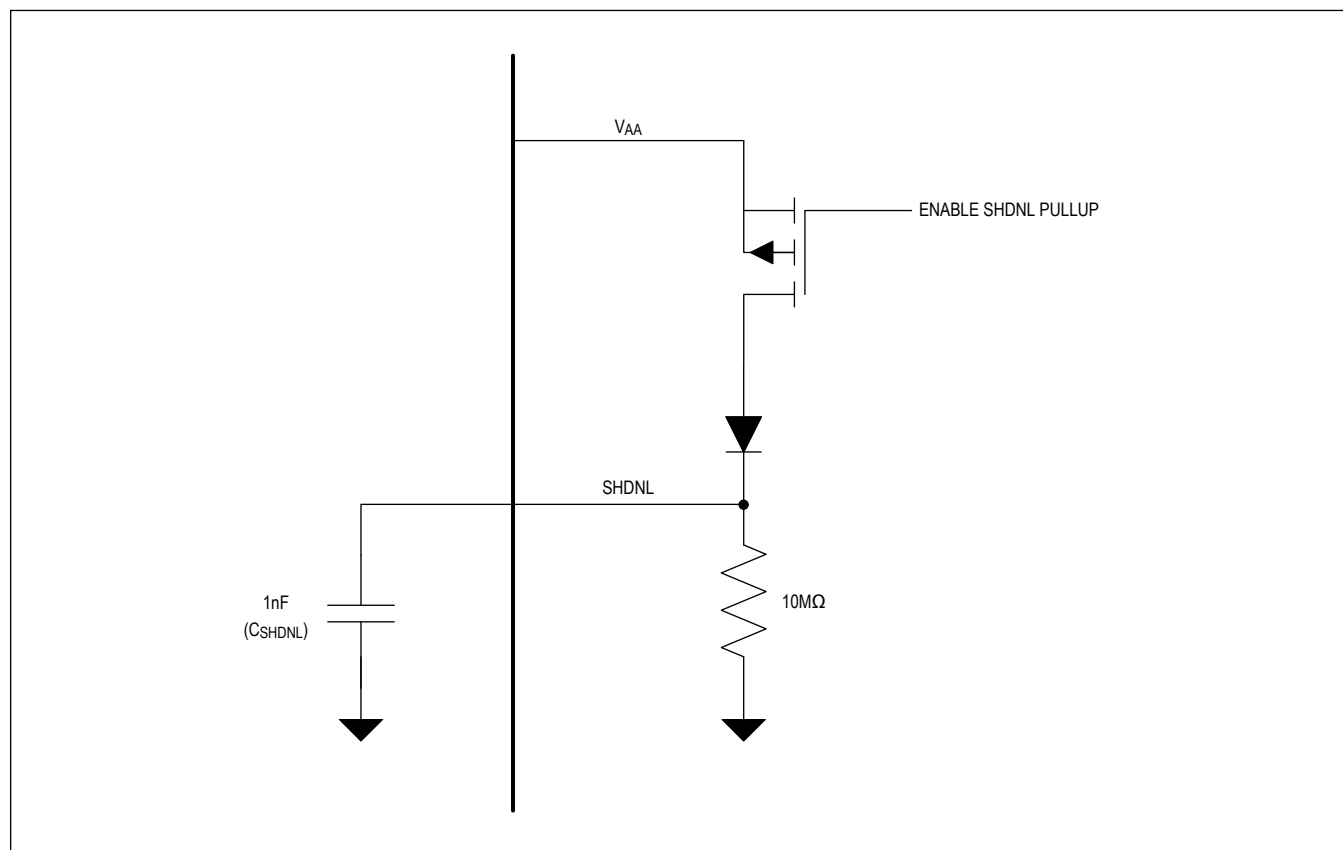 VAA
ENABLE SHDNL PULLUP
SHDNL
1nF
(CSHDNL)
10MΩ